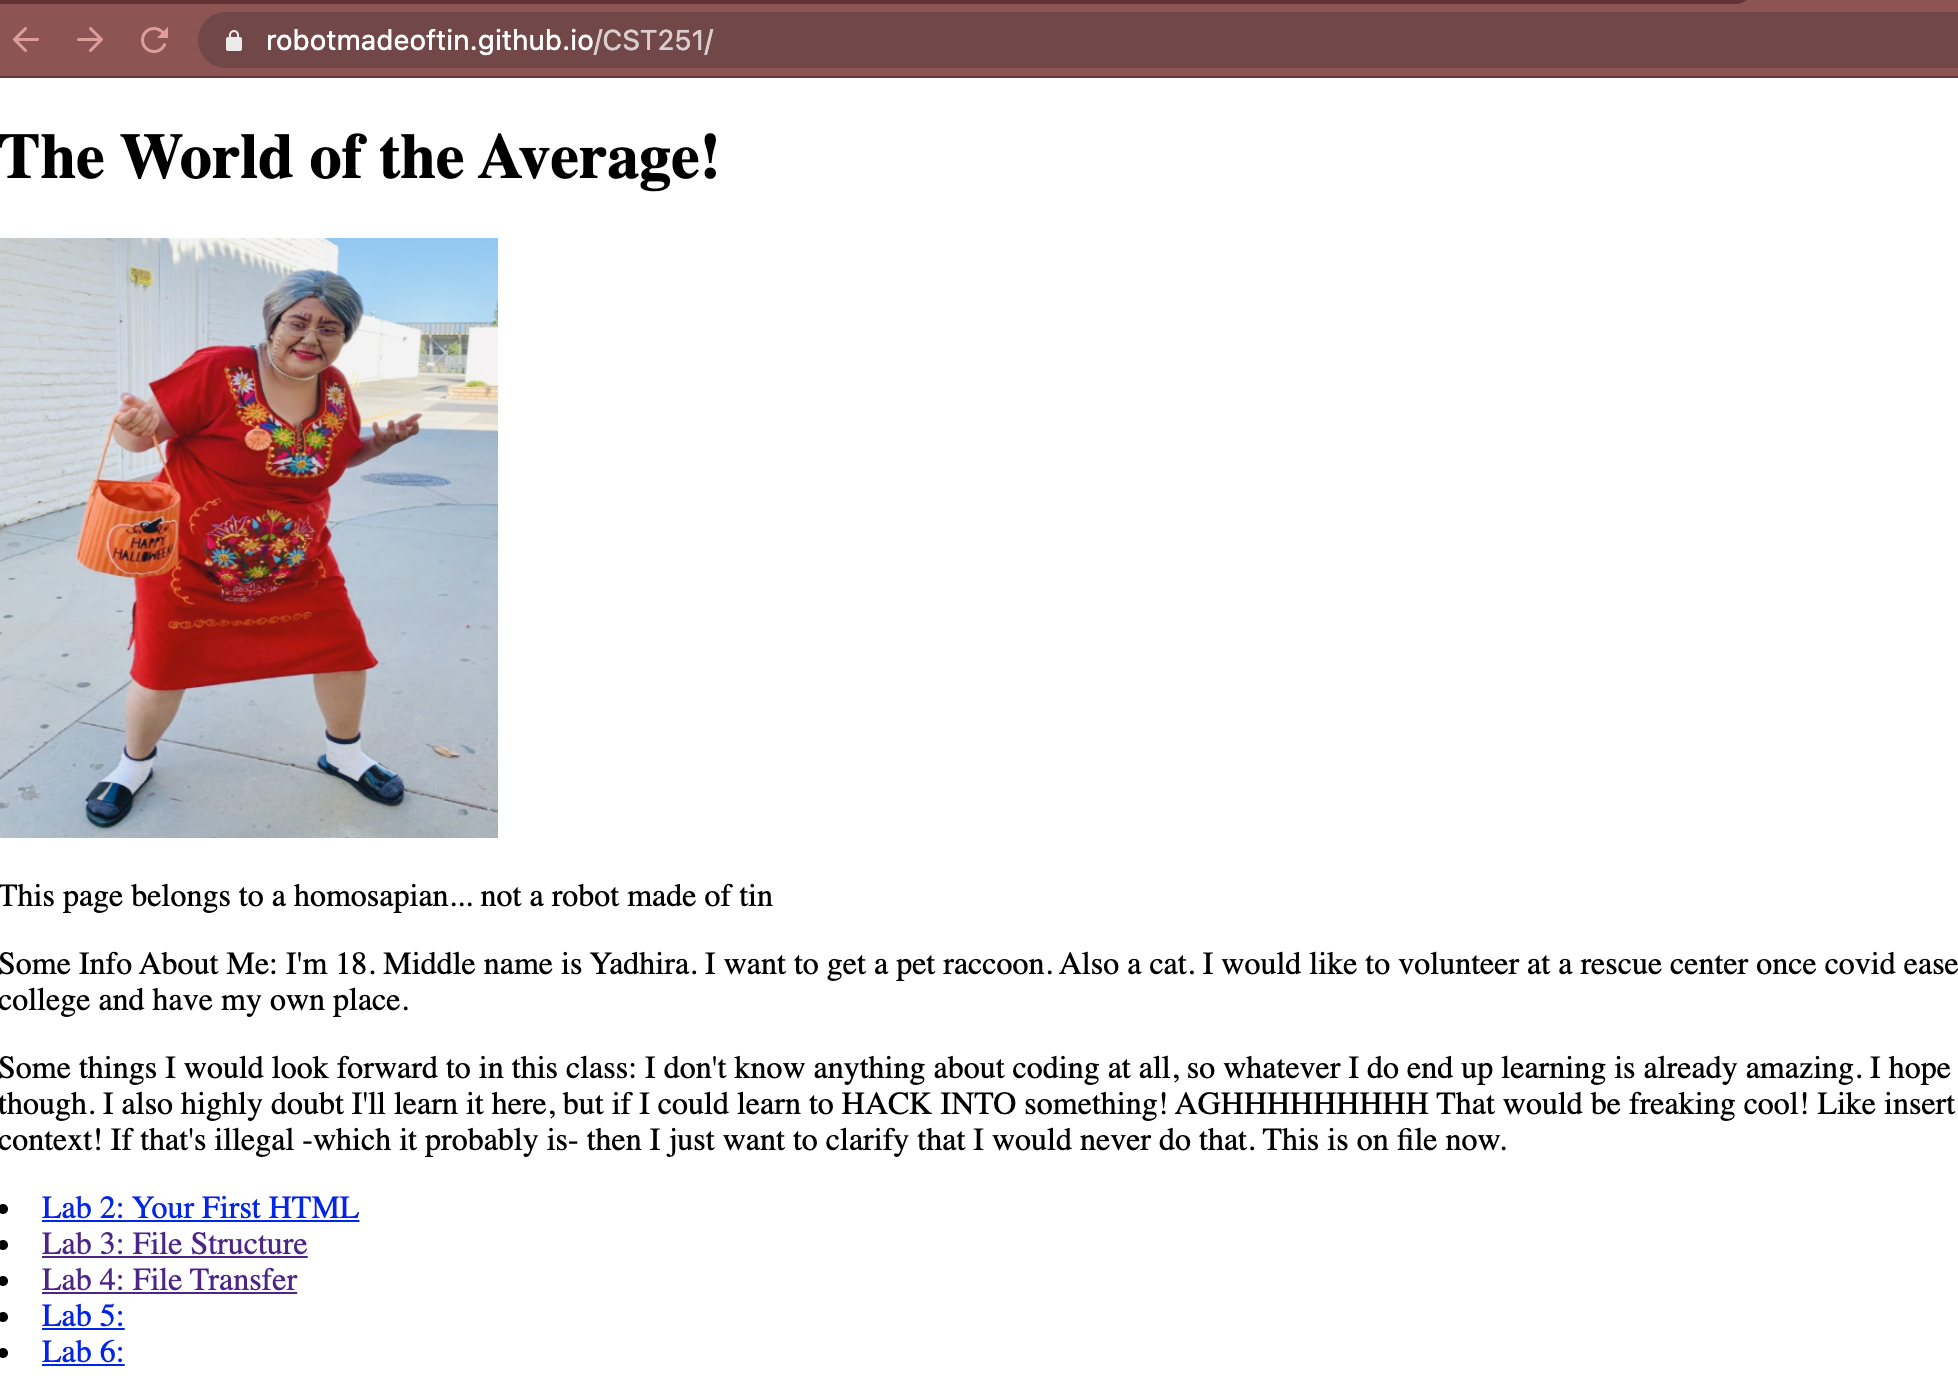 robotmadeoftin.github.io/CST251/
The World of the Average!
HAPPY
HALLOWEEN
This page belongs to a homosapian... not a robot made of tin
Some Info About Me: I'm 18. Middle name is Yadhira. I want to get a pet raccoon. Also a cat. I would like to volunteer at a rescue center once covid ease
college and have my own place.
Some things I would look forward to in this class: I don't know anything about coding at all, so whatever I do end up learning is already amazing. I hope
though. I also highly doubt I'll learn it here, but if I could learn to HACK INTO something! AGHHHHHHHHH That would be freaking cool! Like insert
context! If that's illegal -which it probably is- then I just want to clarify that I would never do that. This is on file now.
Lab 2: Your First HTML
Lab 3: File Structure
Lab 4: File Transfer
Lab 5:
Lab 6: